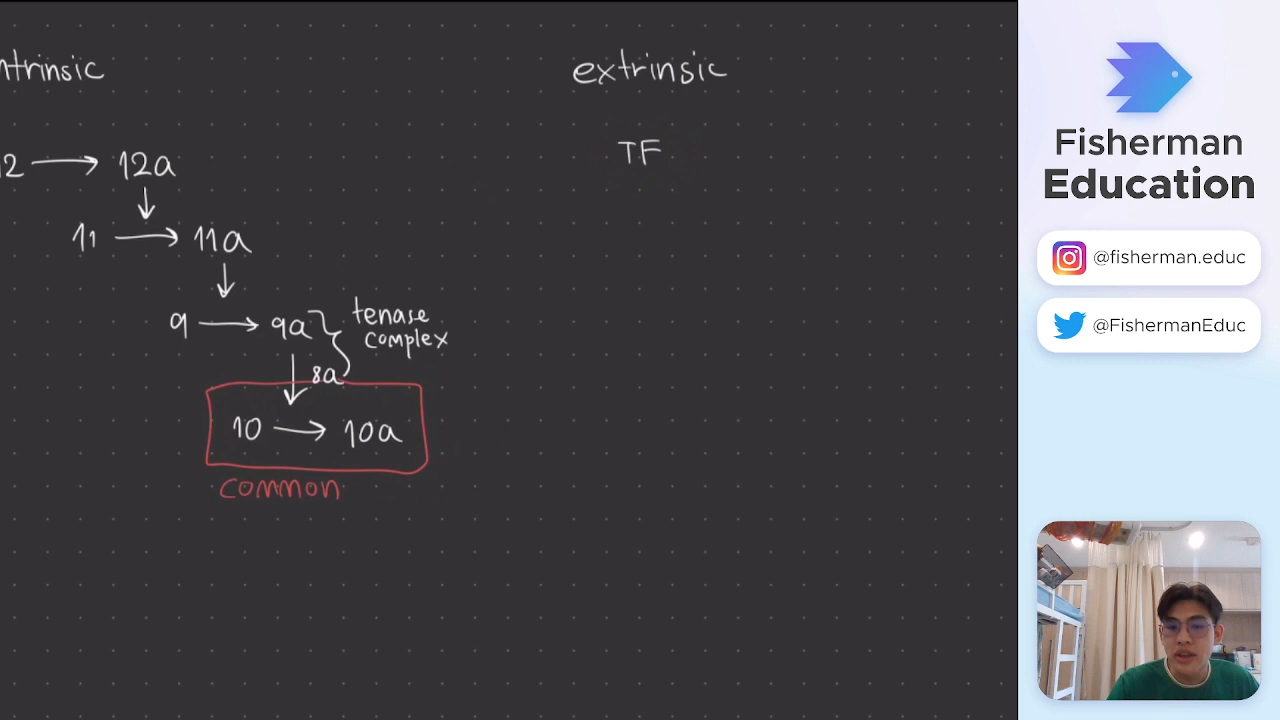 ntrinsic
extrinsic
12 → 12a
TF
11 → 11a
9 → 9a
tenase
complex
8a
10 → 10a
common
Fisherman
Education
@fisherman.educ
@FishermanEduc